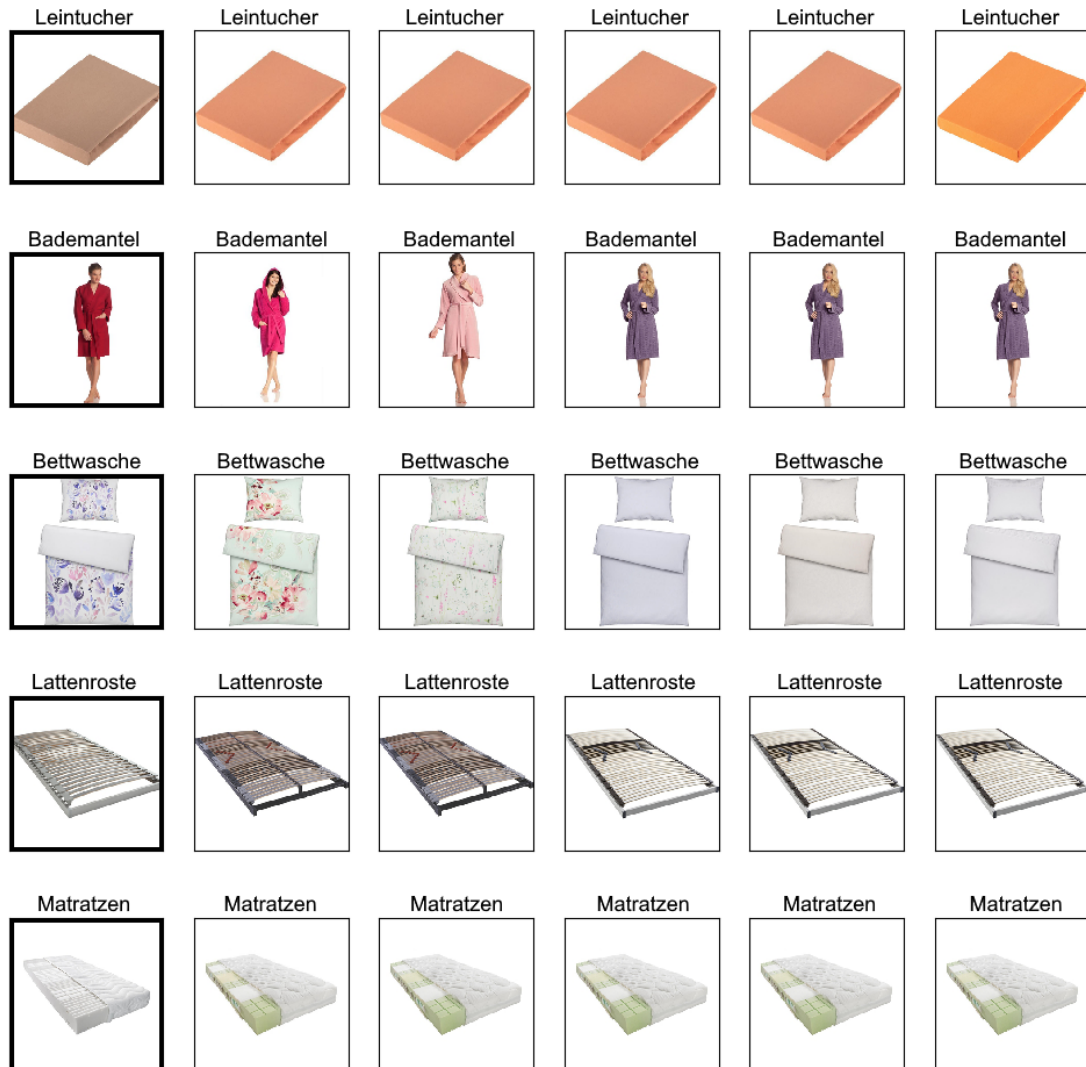 Leintucher Leintucher Leintucher Leintucher Leintucher Leintucher
Bademantel Bademantel Bademantel Bademantel Bademantel Bademantel
Bettwasche Bettwasche Bettwasche Bettwasche Bettwasche Bettwasche
Lattenroste Lattenroste Lattenroste Lattenroste Lattenroste Lattenroste
Matratzen Matratzen Matratzen Matratzen Matratzen Matratzen